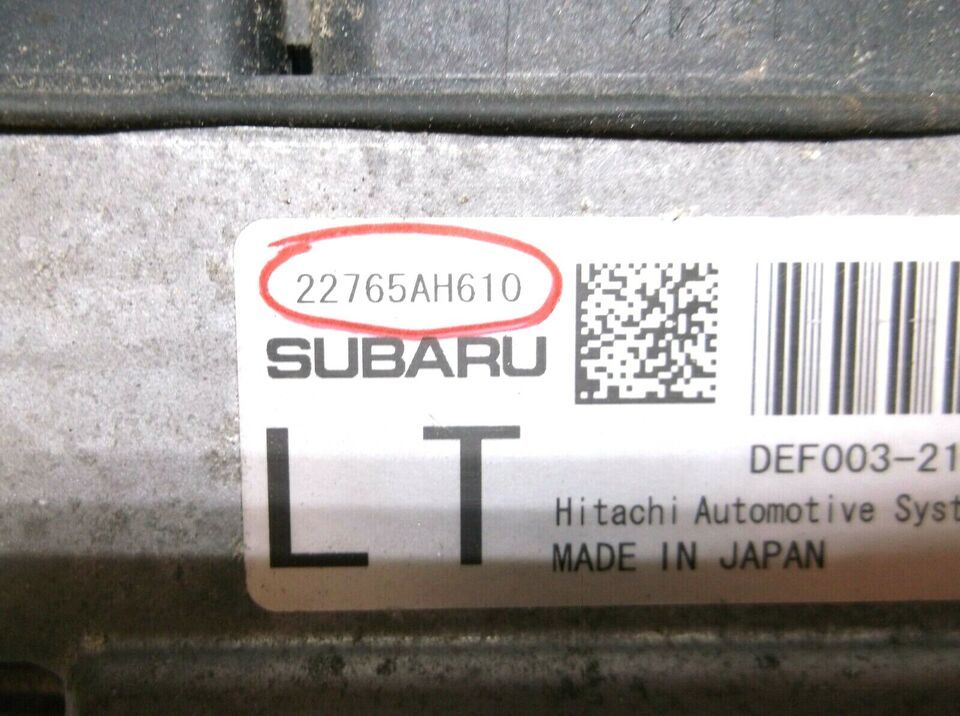 22765AH610
SUBARU
LT
DEF003-21
Hitachi Automotive Syst
MADE IN JAPAN